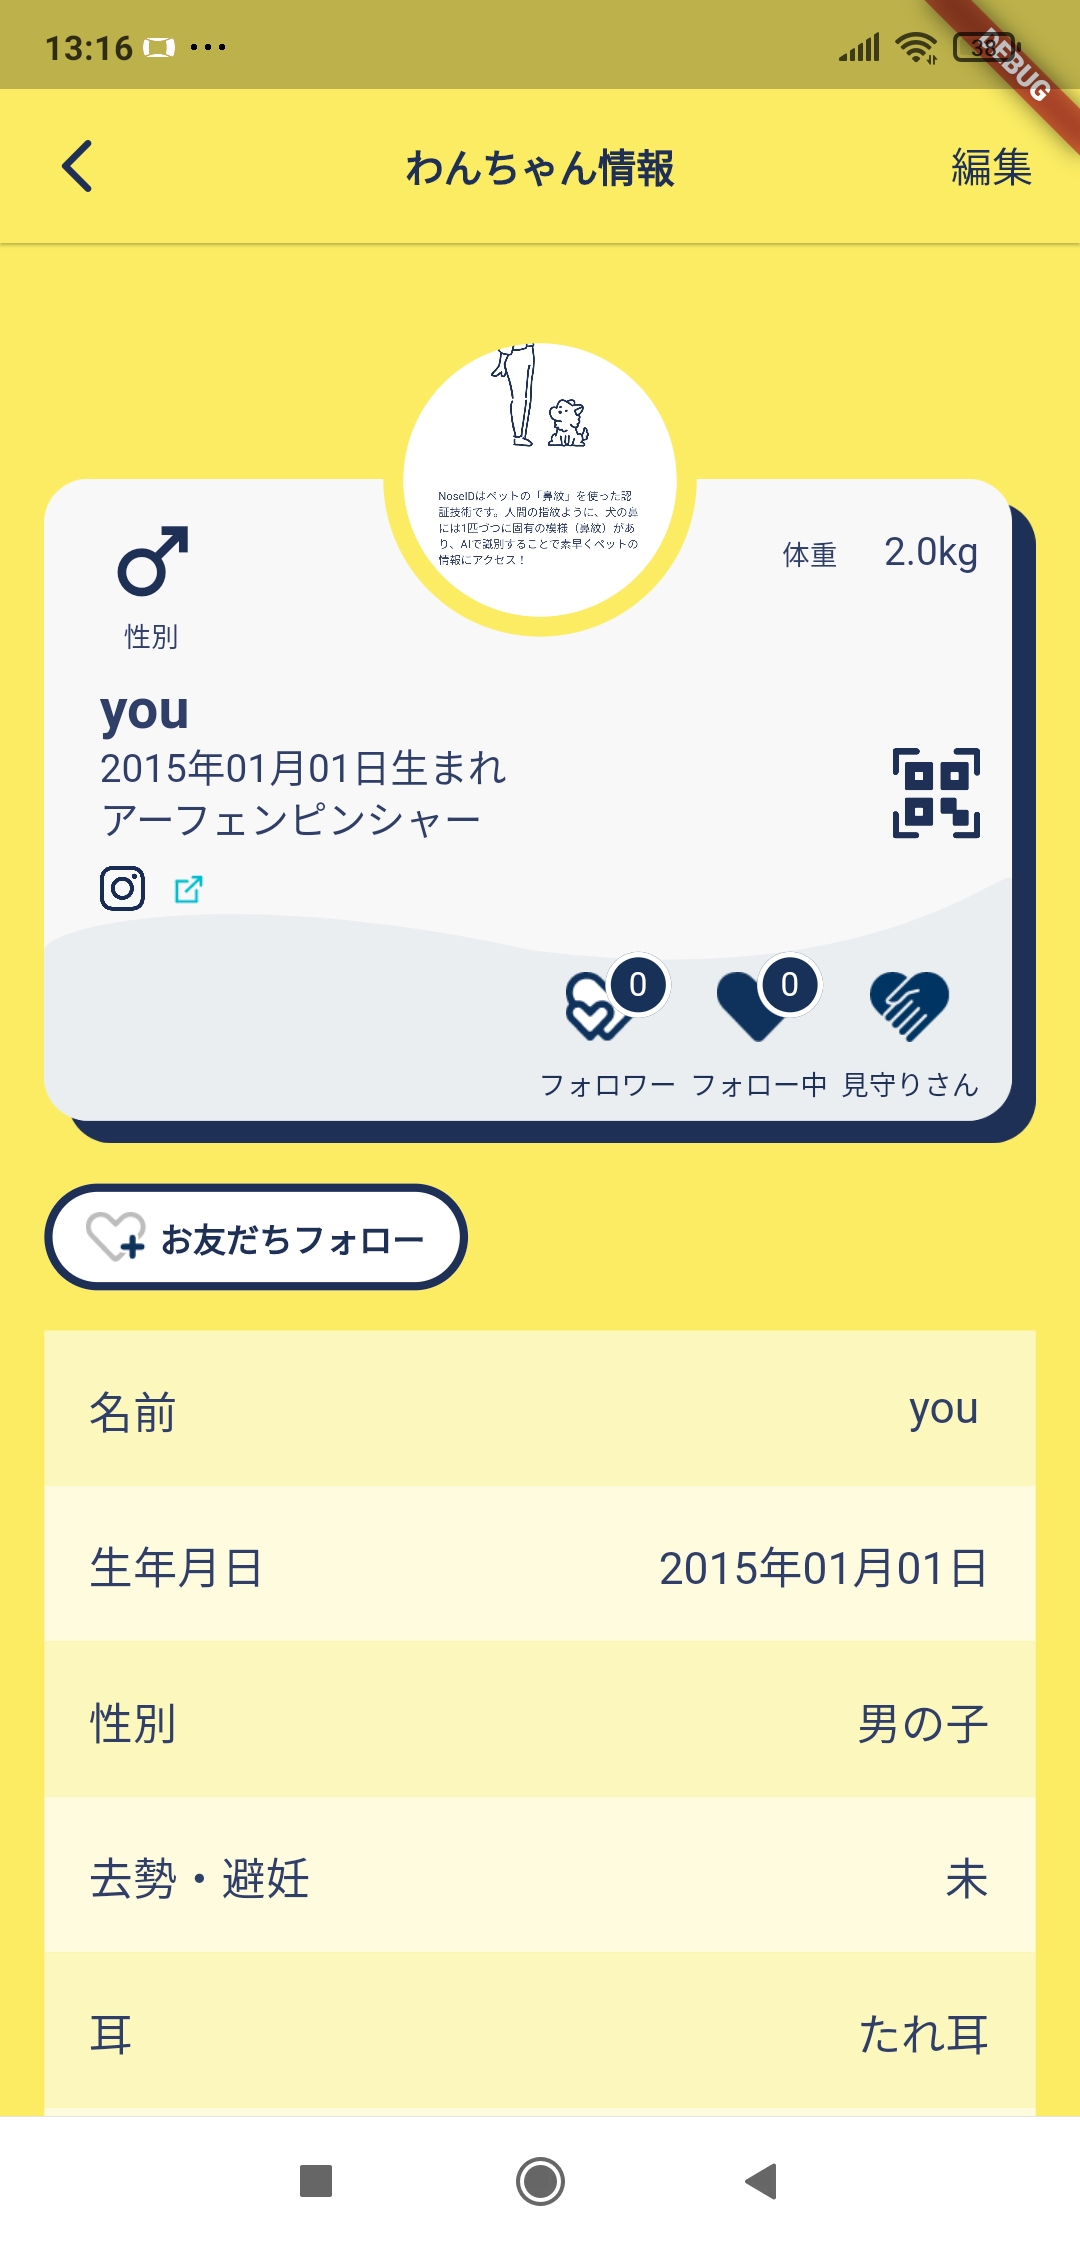 13:16
38
DEBUG
わんちゃん情報
編集
NoseIDはペットの「鼻紋」を使った認
証技術です。人間の指紋ように、犬の鼻
には1匹づつに固有の模様（鼻紋）があ
り、AIで識別することで素早くペットの
情報にアクセス！
体重 2.0kg
性別
you
2015年01月01日生まれ
アーフェンピンシャー
0
0
フォロワー フォロー中 見守りさん
お友だちフォロー
名前 you
生年月日 2015年01月01日
性別 男の子
去勢・避妊 未
耳 たれ耳